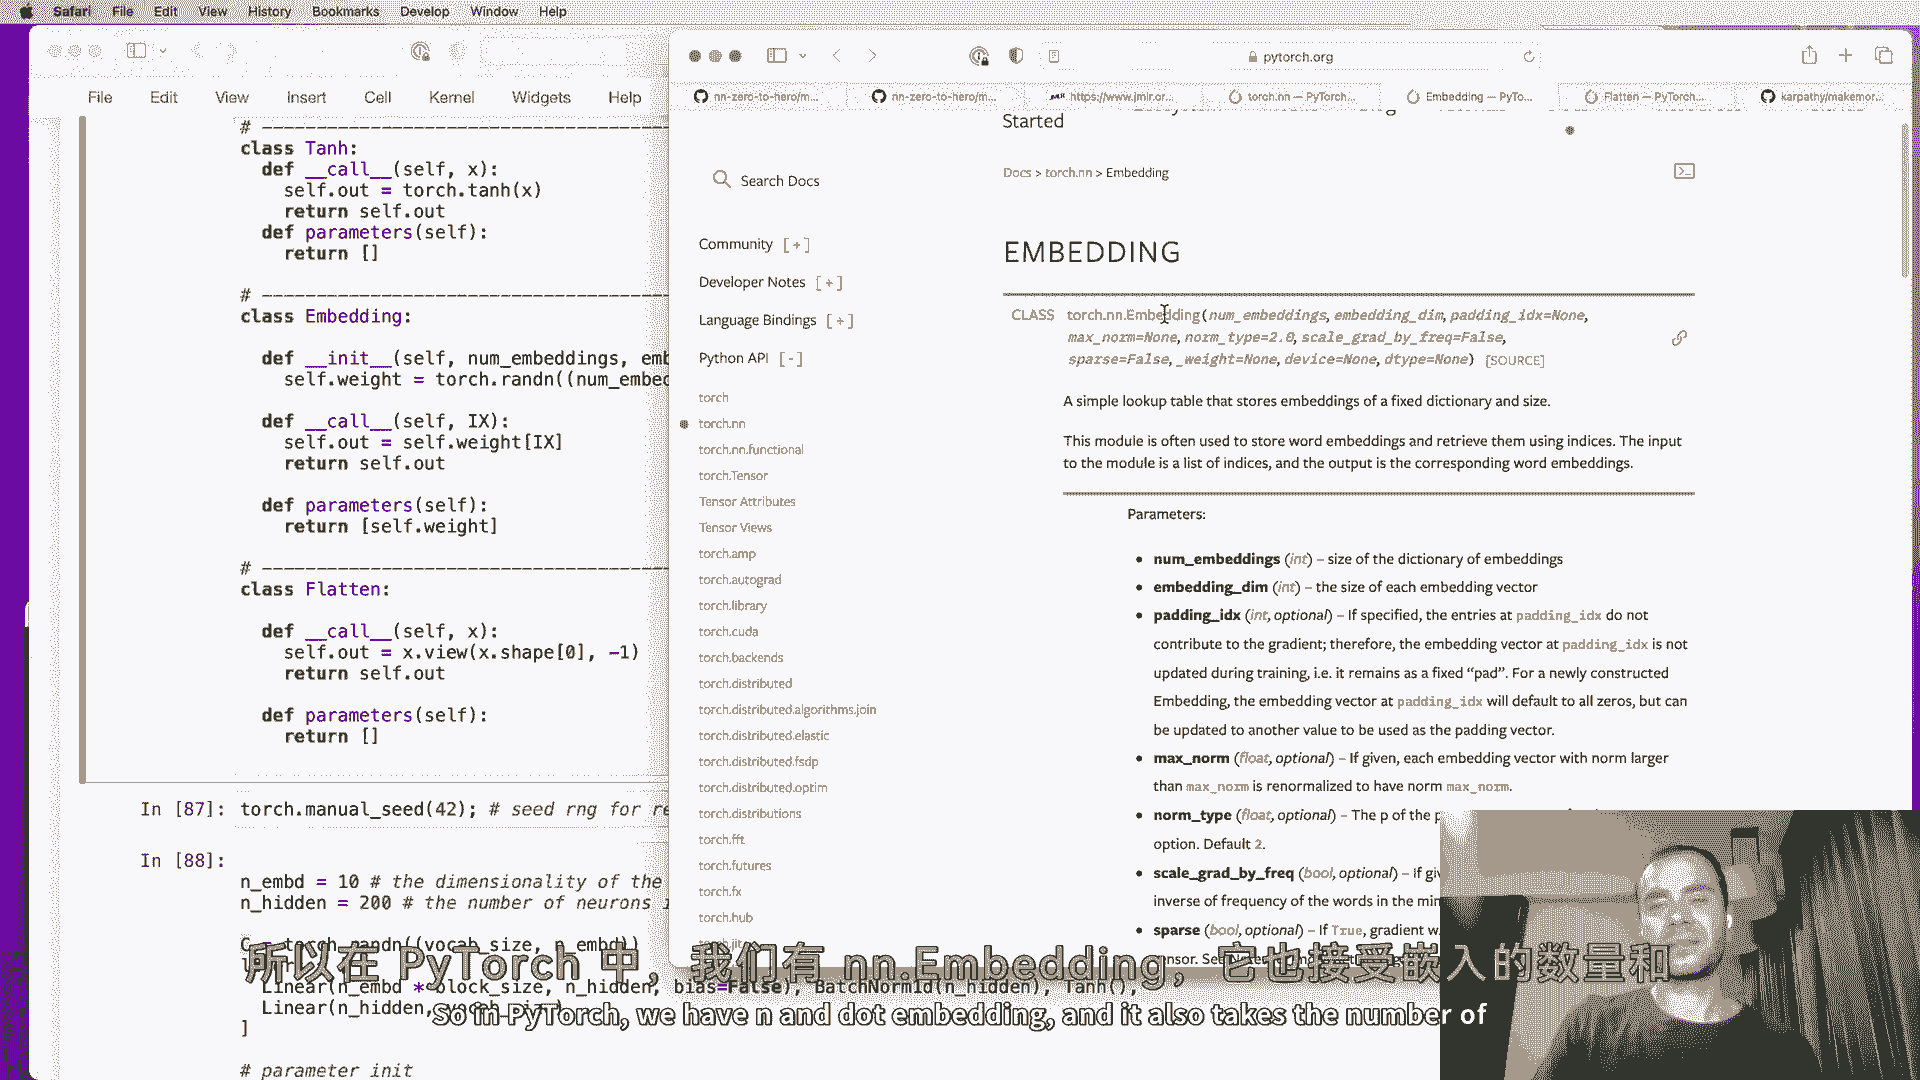 Safari File Edit View History Bookmarks Develop Window Help
File Edit View Insert Cell Kernel Widgets Help
# 
class Tanh:
def __call__(self, x):
self.out = torch.tanh(x)
return self.out
def parameters(self):
return []
# 
class Embedding:
def __init__(self, num_embeddings, emb
self.weight = torch.randn((num_embed
def __call__(self, IX):
self.out = self.weight[IX]
return self.out
def parameters(self):
return [self.weight]
# 
class Flatten:
def __call__(self, x):
self.out = x.view(x.shape[0], -1)
return self.out
def parameters(self):
return []
In [87]: torch.manual_seed(42); # seed rng for re
In [88]:
n_embd = 10 # the dimensionality of the
n_hidden = 200 # the number of neurons i
C = torch.randn((vocab_size, n_embd))
Linear(n_embd * block_size, n_hidden, bias=False), BatchNorm1d(n_hidden), Tanh(),
Linear(n_hidden, vocab_size),
]
# parameter init
pytorch.org
nn-zero-to-hero/m... nn-zero-to-hero/m... https://www.jmlr.or... torch.nn — PyTorch... Embedding — PyTo... Flatten — PyTorch... karpathy/makemor...
Started
Search Docs
Community [+]
Developer Notes [+]
Language Bindings [+]
Python API [-]
torch
torch.nn
torch.nn.functional
torch.Tensor
Tensor Attributes
Tensor Views
torch.amp
torch.autograd
torch.library
torch.cuda
torch.backends
torch.distributed
torch.distributed.algorithms.join
torch.distributed.elastic
torch.distributed.fsdp
torch.distributed.optim
torch.distributions
torch.fft
torch.futures
torch.fx
torch.hub
torch.jit
Docs > torch.nn > Embedding
EMBEDDING
CLASS torch.nn.Embedding(num_embeddings, embedding_dim, padding_idx=None,
max_norm=None, norm_type=2.0, scale_grad_by_freq=False,
sparse=False, _weight=None, device=None, dtype=None) [SOURCE]
A simple lookup table that stores embeddings of a fixed dictionary and size.
This module is often used to store word embeddings and retrieve them using indices. The input
to the module is a list of indices, and the output is the corresponding word embeddings.
Parameters:
• num_embeddings (int) – size of the dictionary of embeddings
• embedding_dim (int) – the size of each embedding vector
• padding_idx (int, optional) – If specified, the entries at padding_idx do not
contribute to the gradient; therefore, the embedding vector at padding_idx is not
updated during training, i.e. it remains as a fixed “pad”. For a newly constructed
Embedding, the embedding vector at padding_idx will default to all zeros, but can
be updated to another value to be used as the padding vector.
• max_norm (float, optional) – If given, each embedding vector with norm larger
than max_norm is renormalized to have norm max_norm.
• norm_type (float, optional) – The p of the p
option. Default 2.
• scale_grad_by_freq (bool, optional) – If giv
inverse of frequency of the words in the min
• sparse (bool, optional) – If True, gradient w
所以在 PyTorch 中，我们有 nn.Embedding，它也接受嵌入的数量和
So in PyTorch, we have n and dot embedding, and it also takes the number of